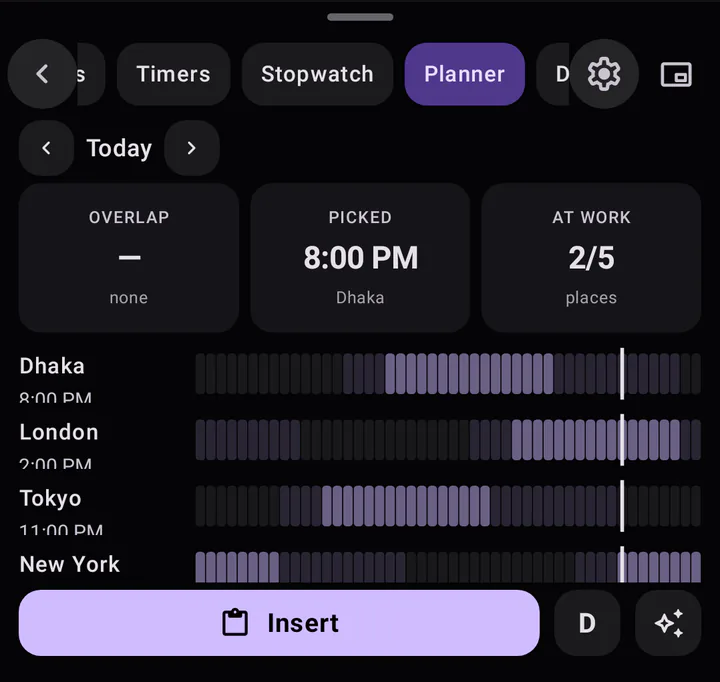 s Timers Stopwatch Planner D
Today
OVERLAP PICKED AT WORK
– 8:00 PM 2/5
none Dhaka places
Dhaka
8:00 PM
London
2:00 PM
Tokyo
11:00 PM
New York
Insert D